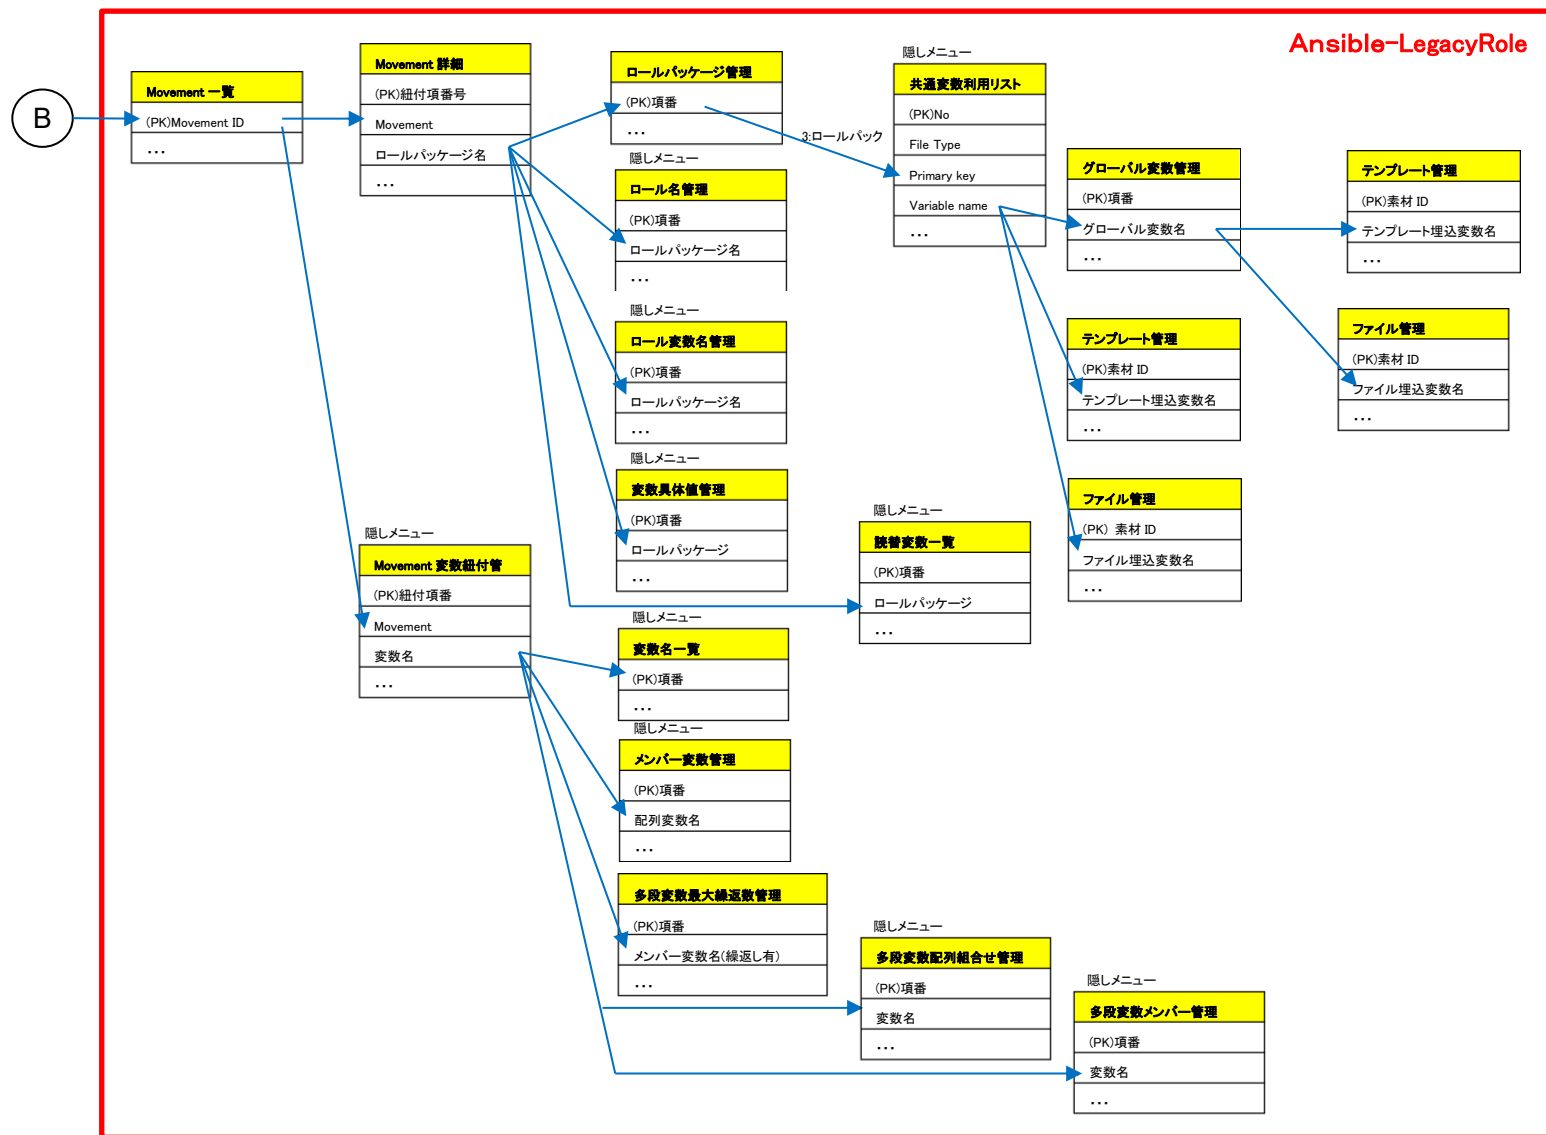 Ansible-LegacyRole
B
Movement 一覧
(PK)Movement ID
...
Movement 詳細
(PK)紐付項番号
Movement
ロールパッケージ名
...
ロールパッケージ管理
(PK)項番
...
3:ロールパック
隠しメニュー
共通変数利用リスト
(PK)No
File Type
Primary key
Variable name
...
グローバル変数管理
(PK)項番
グローバル変数名
...
テンプレート管理
(PK)素材 ID
テンプレート埋込変数名
...
ファイル管理
(PK)素材 ID
ファイル埋込変数名
...
テンプレート管理
(PK)素材 ID
テンプレート埋込変数名
...
ファイル管理
(PK) 素材 ID
ファイル埋込変数名
...
隠しメニュー
ロール名管理
(PK)項番
ロールパッケージ名
...
隠しメニュー
ロール変数名管理
(PK)項番
ロールパッケージ名
...
隠しメニュー
変数具体値管理
(PK)項番
ロールパッケージ
...
隠しメニュー
読替変数一覧
(PK)項番
ロールパッケージ
...
隠しメニュー
Movement 変数紐付管
(PK)紐付項番
Movement
変数名
...
隠しメニュー
変数名一覧
(PK)項番
...
隠しメニュー
メンバー変数管理
(PK)項番
配列変数名
...
多段変数最大繰返数管理
(PK)項番
メンバー変数名(繰返し有)
...
隠しメニュー
多段変数配列組合せ管理
(PK)項番
変数名
...
隠しメニュー
多段変数メンバー管理
(PK)項番
変数名
...